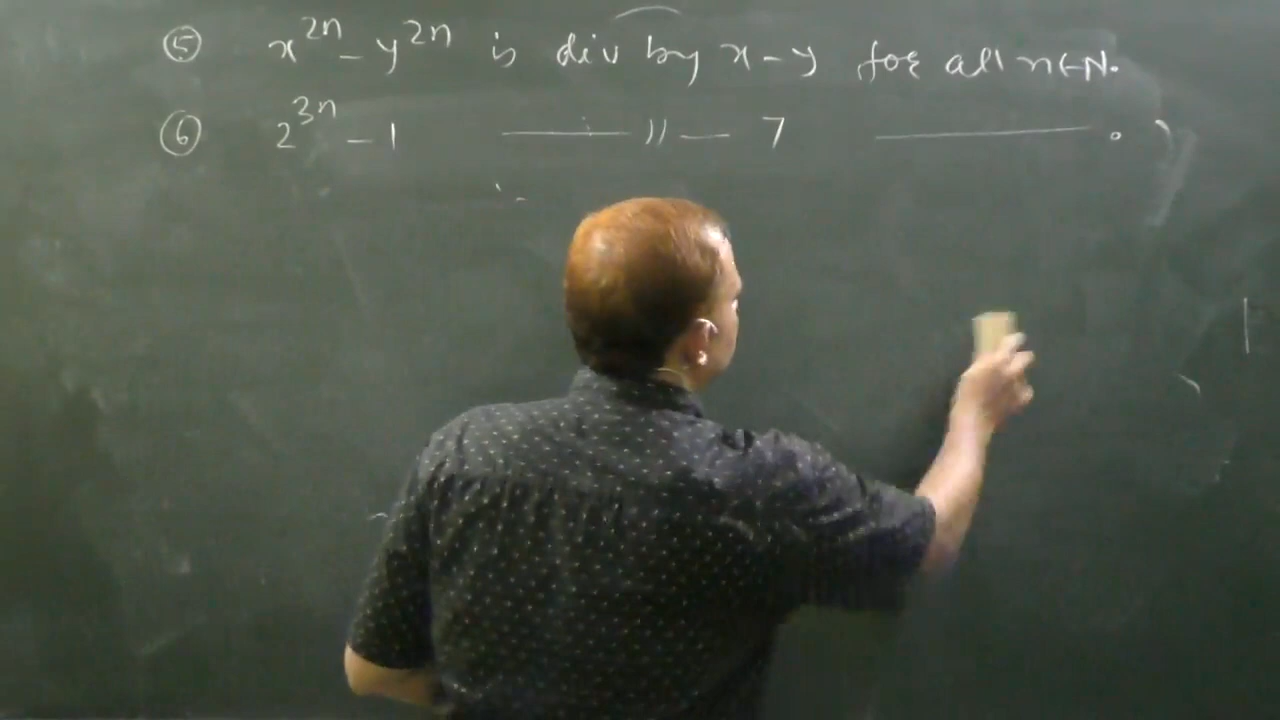 ⑤ x^{2n} - y^{2n} is div by x-y for all n∈N.
⑥ 2^{3n} - 1 ——— 〃 — 7 ———.